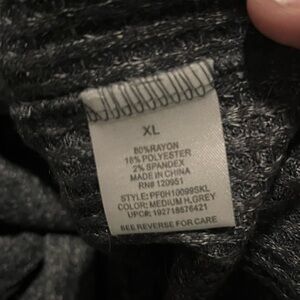 XL
80%RAYON
18% POLYESTER
2% SPANDEX
MADE IN CHINA
RN# 120951
STYLE: PF0H10099SKL
COLOR: MEDIUM H.GREY
UPC#: 192718576421
SEE REVERSE FOR CARE